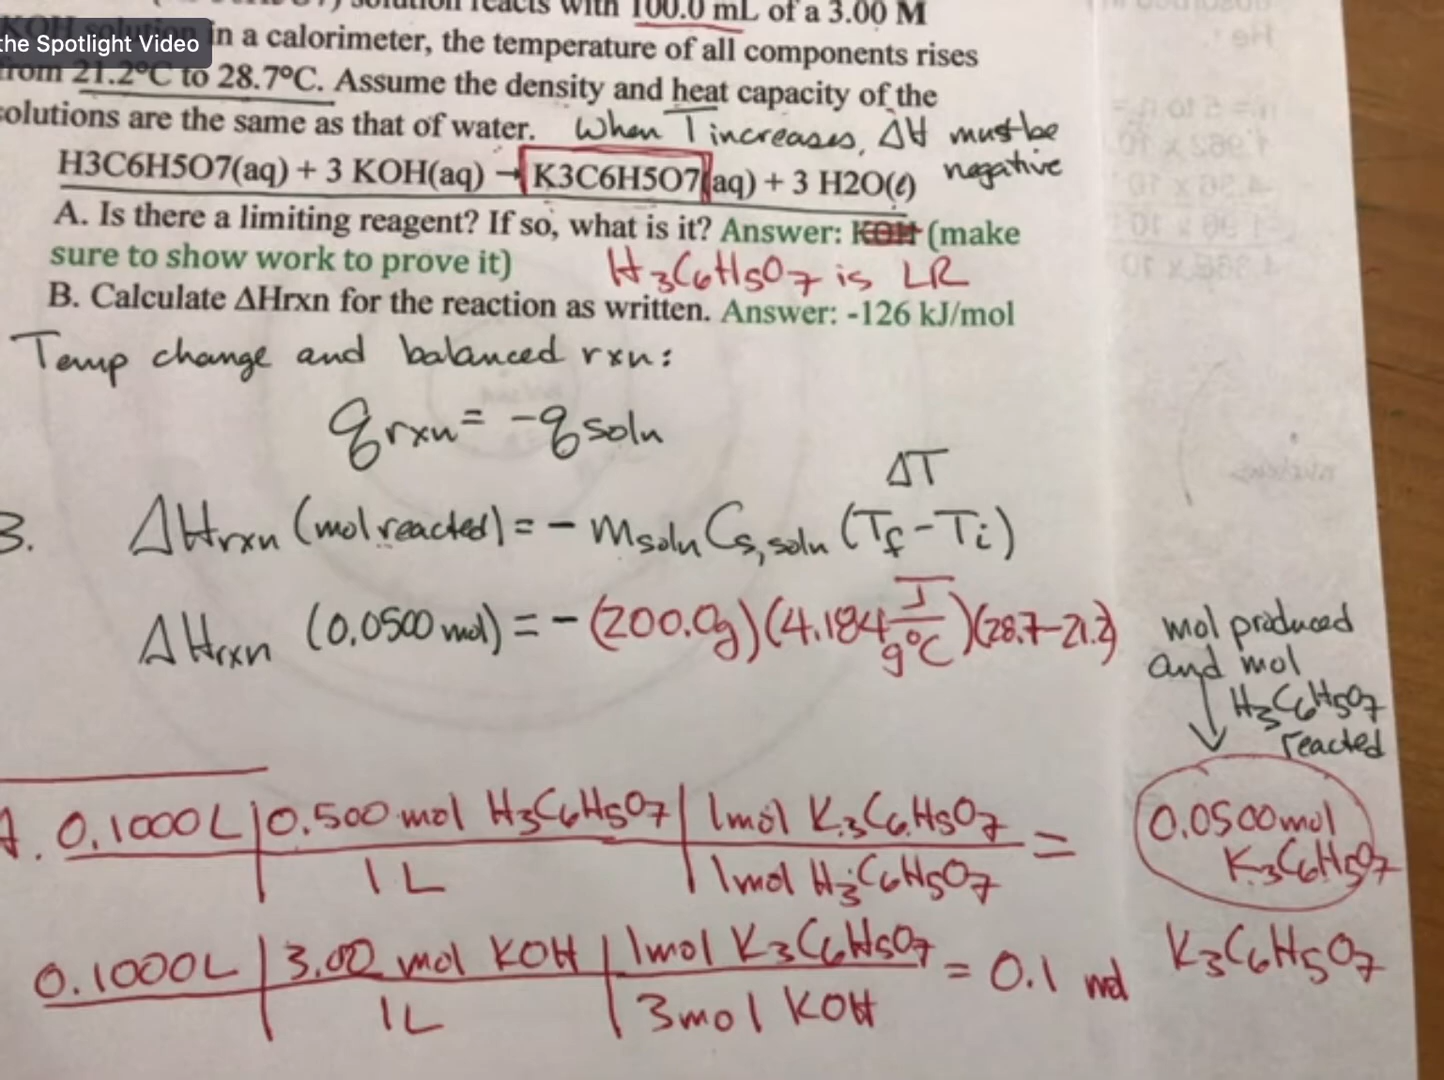 solution reacts with 100.0 mL of a 3.00 M
the Spotlight Video
in a calorimeter, the temperature of all components rises
from 21.2°C to 28.7°C. Assume the density and heat capacity of the
solutions are the same as that of water. When T increases, ΔH must be
negative
H3C6H5O7(aq) + 3 KOH(aq) → K3C6H5O7(aq) + 3 H2O(ℓ)
A. Is there a limiting reagent? If so, what is it? Answer: KOH (make
sure to show work to prove it) H3C6H5O7 is LR
B. Calculate ΔHrxn for the reaction as written. Answer: -126 kJ/mol
Temp change and balanced rxn:
qrxn = -qsoln
ΔT
B. ΔHrxn (mol reacted) = - msoln Cs,soln (Tf - Ti)
ΔHrxn (0.0500 mol) = - (200.0g)(4.184 J/g°C)(28.7-21.2)
mol produced
and mol
H3C6H5O7
reacted
A. 0.1000L | 0.500 mol H3C6H5O7 | 1mol K3C6H5O7 = 0.0500mol
1L | 1mol H3C6H5O7 K3C6H5O7
0.1000L | 3.00 mol KOH | 1mol K3C6H5O7 = 0.1 mol K3C6H5O7
1L | 3mol KOH